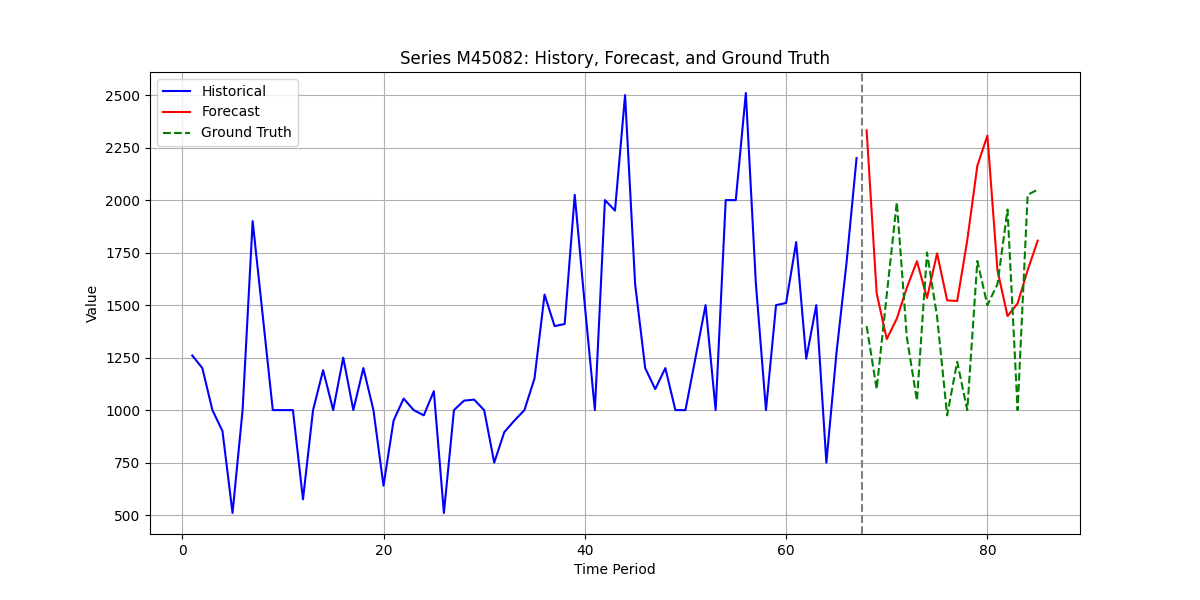 Series M45082: History, Forecast, and Ground Truth
Historical
Forecast
Ground Truth
2500
2250
2000
1750
1500
1250
1000
750
500
Value
0 20 40 60 80
Time Period